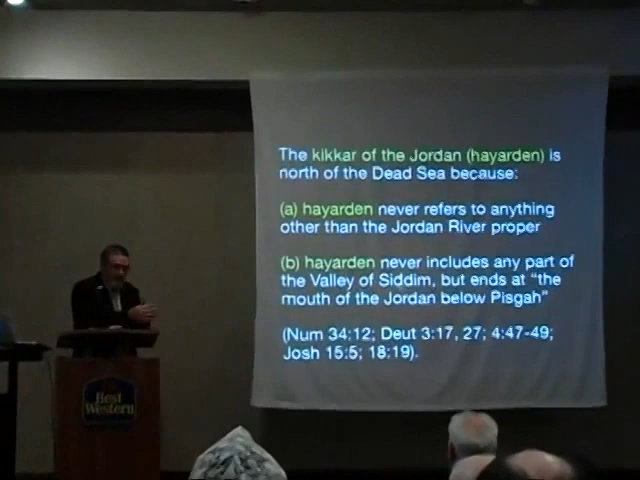 The kikkar of the Jordan (hayarden) is
north of the Dead Sea because:
(a) hayarden never refers to anything
other than the Jordan River proper
(b) hayarden never includes any part of
the Valley of Siddim, but ends at “the
mouth of the Jordan below Pisgah”
(Num 34:12; Deut 3:17, 27; 4:47-49;
Josh 15:5; 18:19).
Best
Western